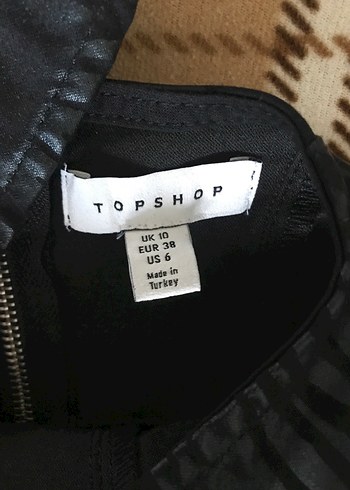 TOPSHOP
UK 10
EUR 38
US 6
Made in
Turkey